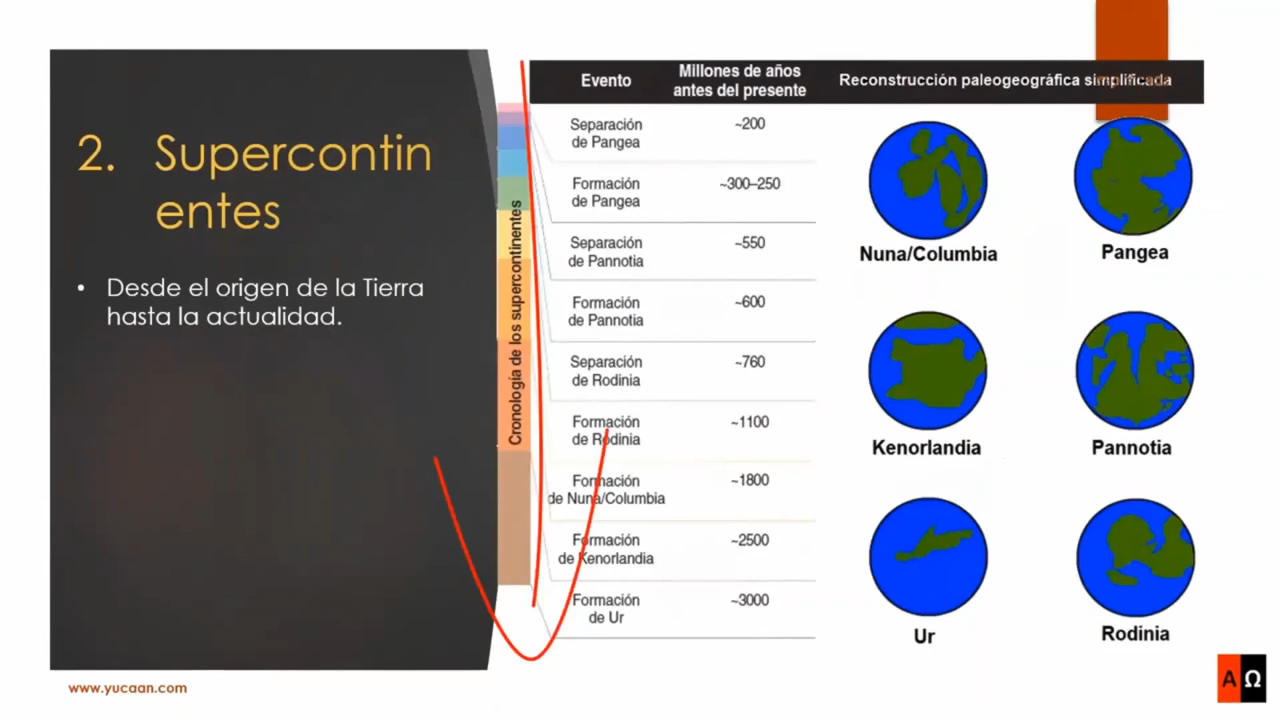 2. Supercontin
entes
• Desde el origen de la Tierra
hasta la actualidad.
Cronología de los supercontinentes
Evento
Millones de años
antes del presente
Reconstrucción paleogeográfica simplificada
Separación
de Pangea
~200
Formación
de Pangea
~300–250
Separación
de Pannotia
~550
Formación
de Pannotia
~600
Separación
de Rodinia
~760
Formación
de Rodinia
~1100
Formación
de Nuna/Columbia
~1800
Formación
de Kenorlandia
~2500
Formación
de Ur
~3000
Nuna/Columbia
Pangea
Kenorlandia
Pannotia
Ur
Rodinia
www.yucaan.com
ΑΩ